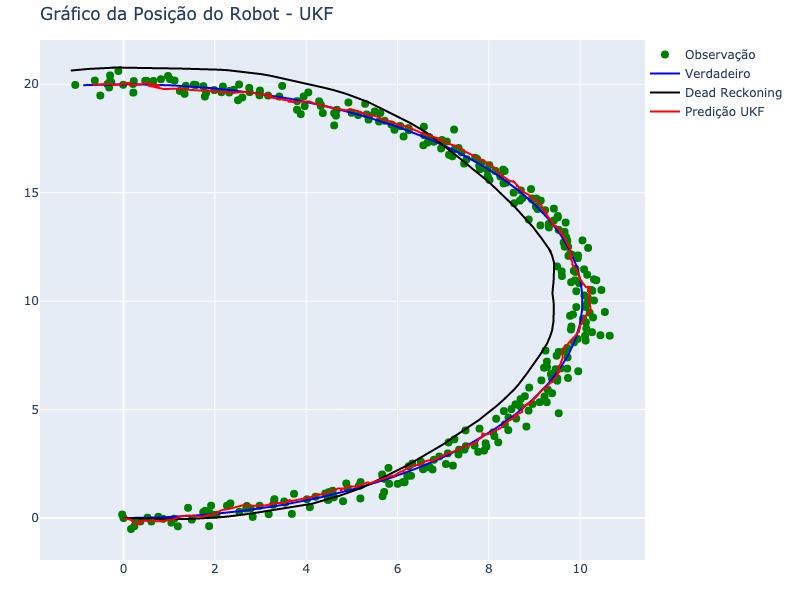 Gráfico da Posição do Robot - UKF
Observação
Verdadeiro
Dead Reckoning
Predição UKF
20
15
10
5
0
0 2 4 6 8 10